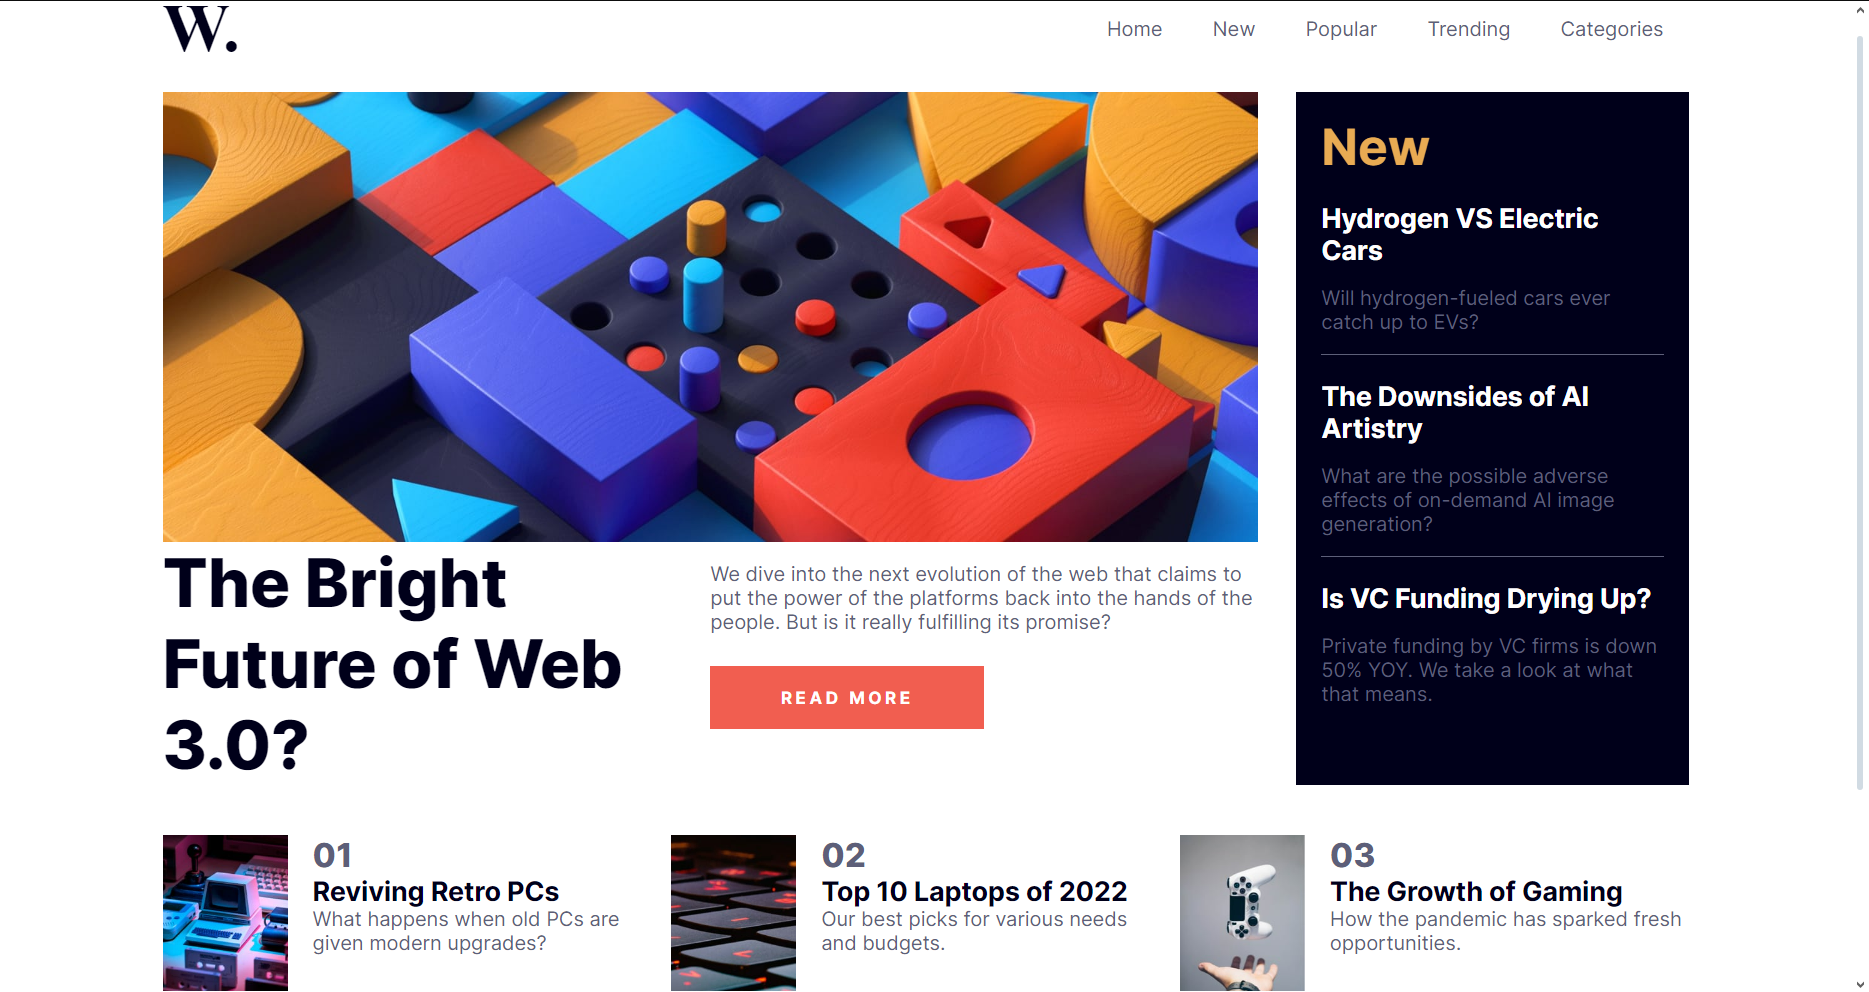 W.
Home New Popular Trending Categories
New
Hydrogen VS Electric
Cars
Will hydrogen-fueled cars ever
catch up to EVs?
The Downsides of AI
Artistry
What are the possible adverse
effects of on-demand AI image
generation?
Is VC Funding Drying Up?
Private funding by VC firms is down
50% YOY. We take a look at what
that means.
The Bright
Future of Web
3.0?
We dive into the next evolution of the web that claims to
put the power of the platforms back into the hands of the
people. But is it really fulfilling its promise?
READ MORE
01
Reviving Retro PCs
What happens when old PCs are
given modern upgrades?
02
Top 10 Laptops of 2022
Our best picks for various needs
and budgets.
03
The Growth of Gaming
How the pandemic has sparked fresh
opportunities.